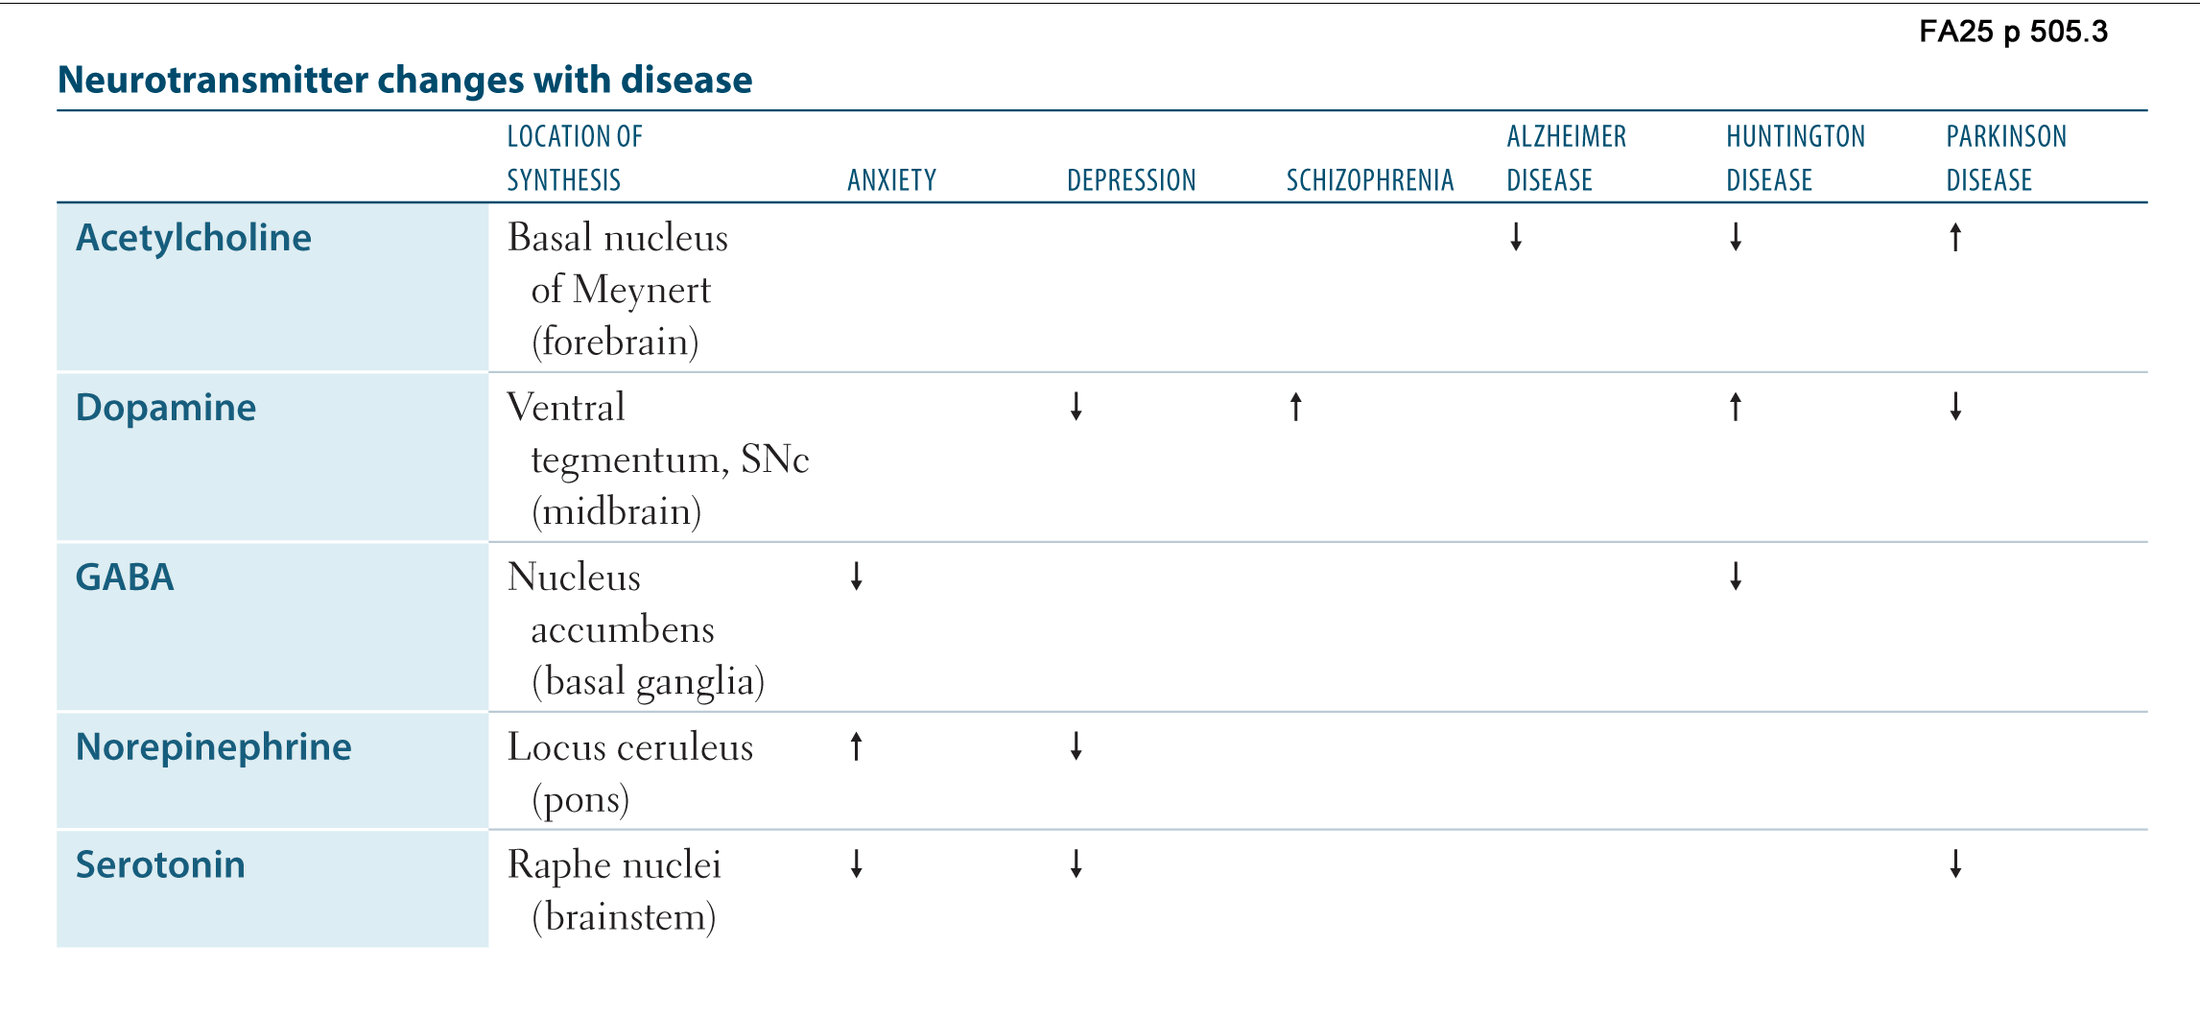 FA25 p 505.3
Neurotransmitter changes with disease
LOCATION OF SYNTHESIS ANXIETY DEPRESSION SCHIZOPHRENIA ALZHEIMER DISEASE HUNTINGTON DISEASE PARKINSON DISEASE
Acetylcholine Basal nucleus ↓ ↓ ↑
of Meynert
(forebrain)
Dopamine Ventral ↓ ↑ ↑ ↓
tegmentum, SNc
(midbrain)
GABA Nucleus ↓ ↓
accumbens
(basal ganglia)
Norepinephrine Locus ceruleus ↑ ↓
(pons)
Serotonin Raphe nuclei ↓ ↓ ↓
(brainstem)